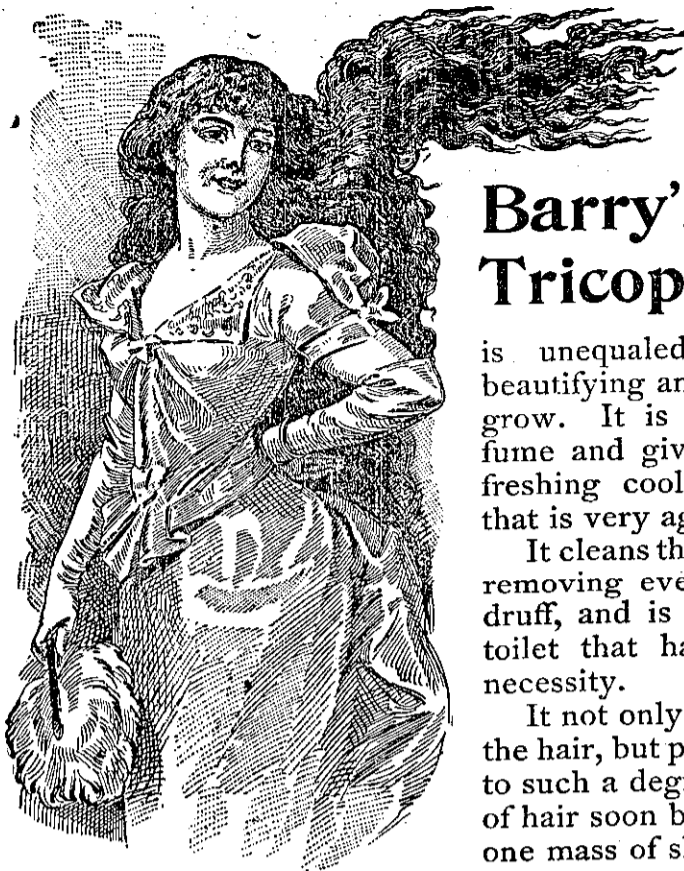 Barry's
Tricop
is unequaled
beautifying an
grow. It is
fume and giv
freshing cool
that is very ag
It cleans th
removing eve
druff, and is
toilet that ha
necessity.
It not only
the hair, but p
to such a deg
of hair soon b
one mass of s